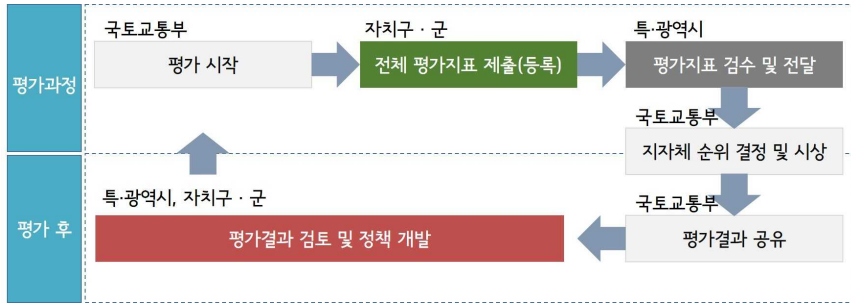 평가과정
국토교통부
평가 시작
자치구 · 군
전체 평가지표 제출(등록)
특·광역시
평가지표 검수 및 전달
국토교통부
지자체 순위 결정 및 시상
평가 후
국토교통부
평가결과 공유
특·광역시, 자치구 · 군
평가결과 검토 및 정책 개발